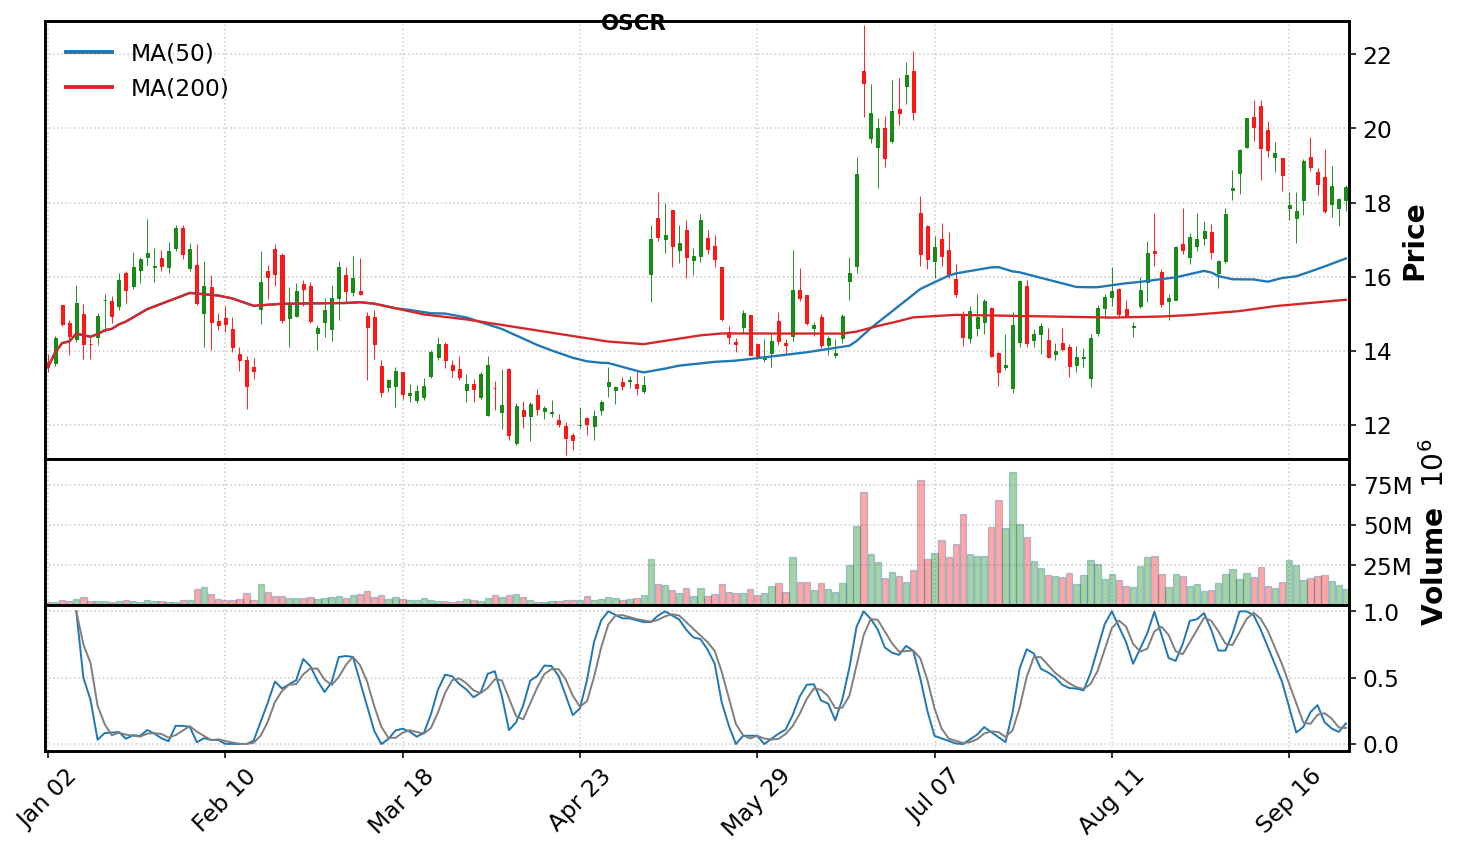 OSCR
MA(50)
MA(200)
22
20
18
16
14
12
Price
75M
50M
25M
Volume 10^6
1.0
0.5
0.0
Jan 02
Feb 10
Mar 18
Apr 23
May 29
Jul 07
Aug 11
Sep 16